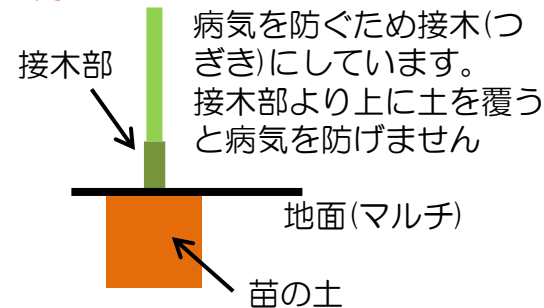 病気を防ぐため接木(つ
ぎき)にしています。
接木部より上に土を覆う
と病気を防げません
接木部
地面(マルチ)
苗の土